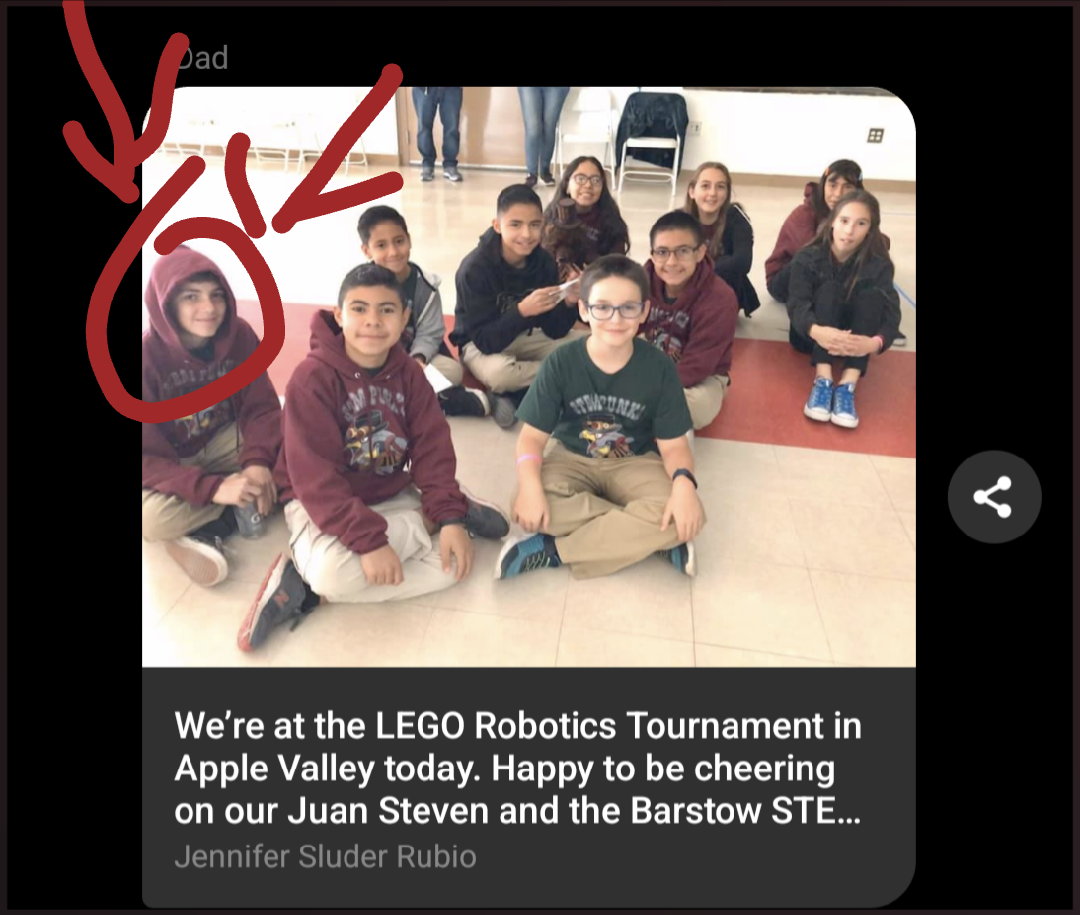 Dad
STEMPUNK
We're at the LEGO Robotics Tournament in
Apple Valley today. Happy to be cheering
on our Juan Steven and the Barstow STE...
Jennifer Sluder Rubio